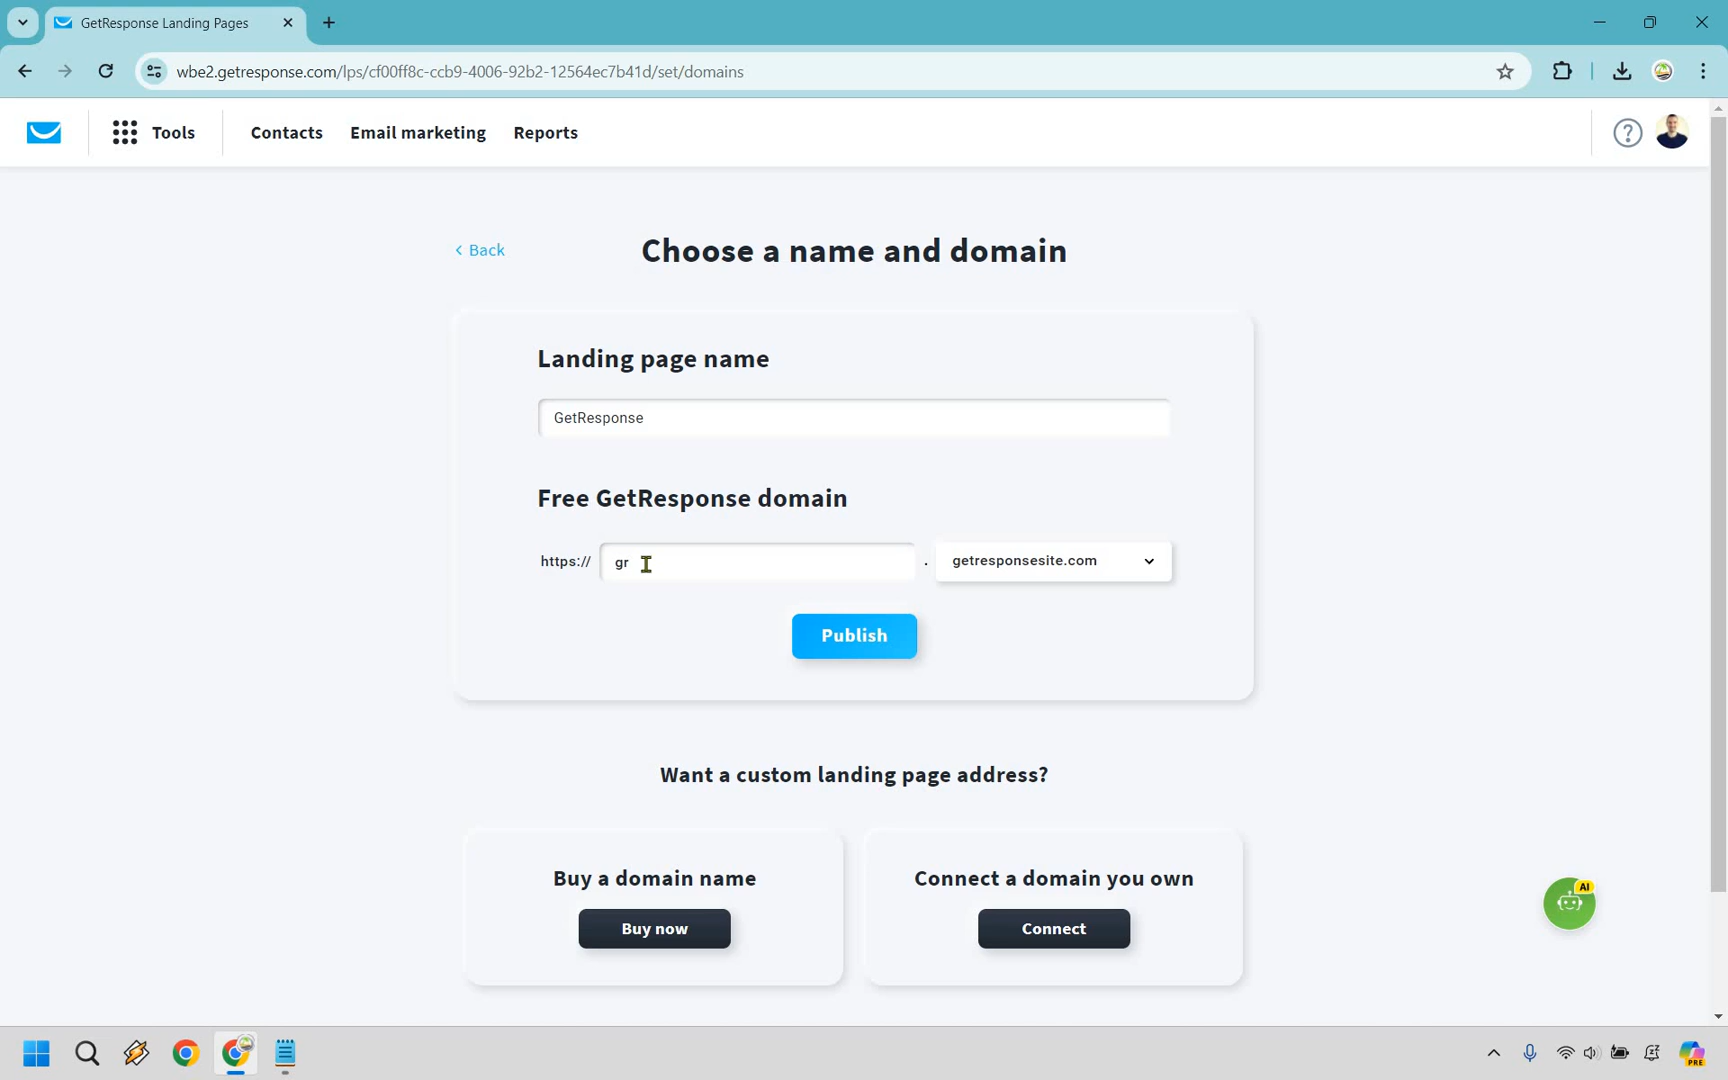 GetResponse Landing Pages
wbe2.getresponse.com/lps/cf00ff8c-ccb9-4006-92b2-12564ec7b41d/set/domains
Tools
Contacts
Email marketing
Reports
Back
Choose a name and domain
Landing page name
GetResponse
Free GetResponse domain
https://
gr
.
getresponsesite.com
Publish
Want a custom landing page address?
Buy a domain name
Connect a domain you own
Buy now
Connect
AI
PRE